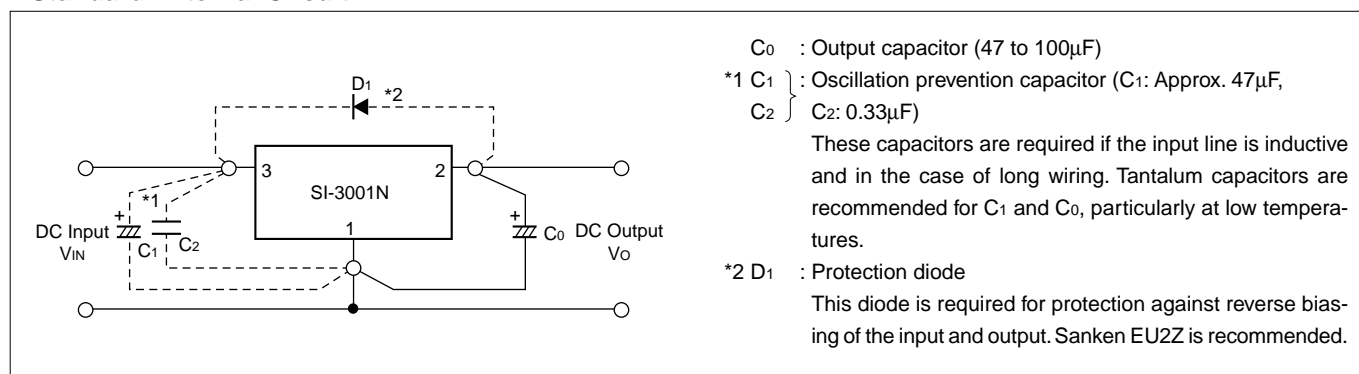 D1
*2
3
2
SI-3001N
1
*1
+
+
DC Input
VIN
C1
C2
C0
DC Output
VO
C0 : Output capacitor (47 to 100µF)
*1 C1 : Oscillation prevention capacitor (C1: Approx. 47µF,
C2 C2: 0.33µF)
These capacitors are required if the input line is inductive
and in the case of long wiring. Tantalum capacitors are
recommended for C1 and C0, particularly at low tempera-
tures.
*2 D1 : Protection diode
This diode is required for protection against reverse bias-
ing of the input and output. Sanken EU2Z is recommended.